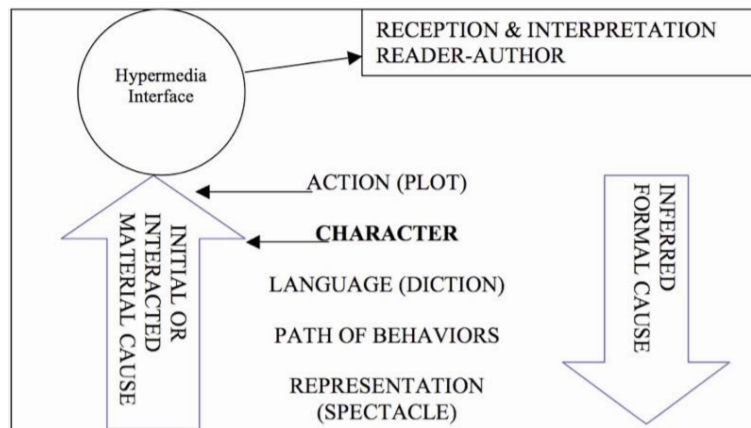 RECEPTION & INTERPRETATION
READER-AUTHOR
Hypermedia
Interface
ACTION (PLOT)
CHARACTER
LANGUAGE (DICTION)
PATH OF BEHAVIORS
REPRESENTATION
(SPECTACLE)
INITIAL OR
INTERACTED
MATERIAL CAUSE
INFERRED
FORMAL CAUSE